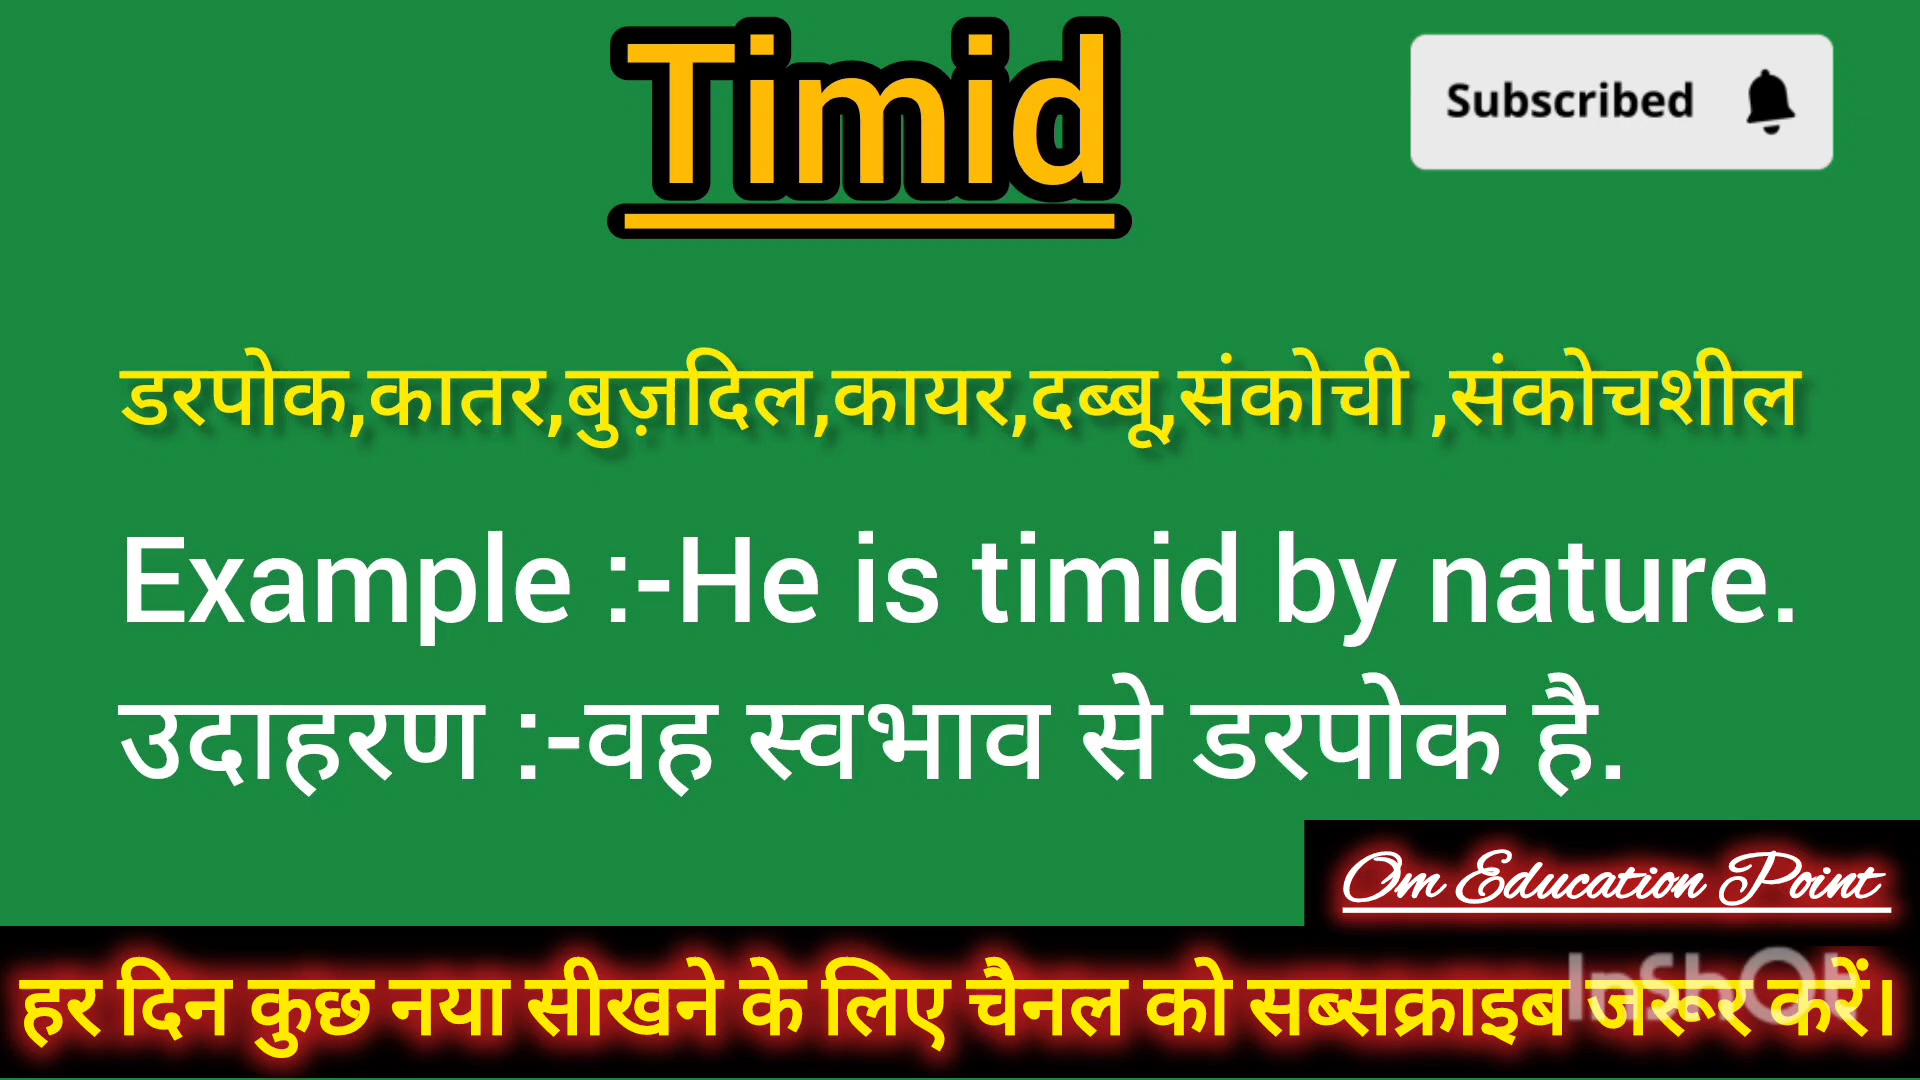 Timid
Subscribed
डरपोक,कातर,बुज़दिल,कायर,दब्बू,संकोची ,संकोचशील
Example :-He is timid by nature.
उदाहरण :-वह स्वभाव से डरपोक है.
Om Education Point
हर दिन कुछ नया सीखने के लिए चैनल को सब्सक्राइब जरूर करें।
InShOt